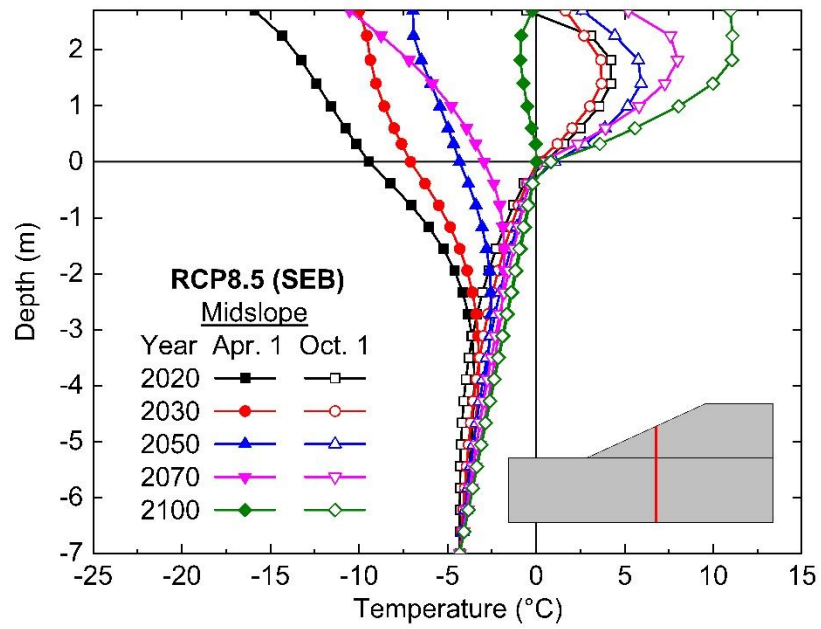 2
1
0
-1
-2
-3
-4
-5
-6
-7
Depth (m)
RCP8.5 (SEB)
Midslope
Year Apr. 1 Oct. 1
2020
2030
2050
2070
2100
-25 -20 -15 -10 -5 0 5 10 15
Temperature (°C)